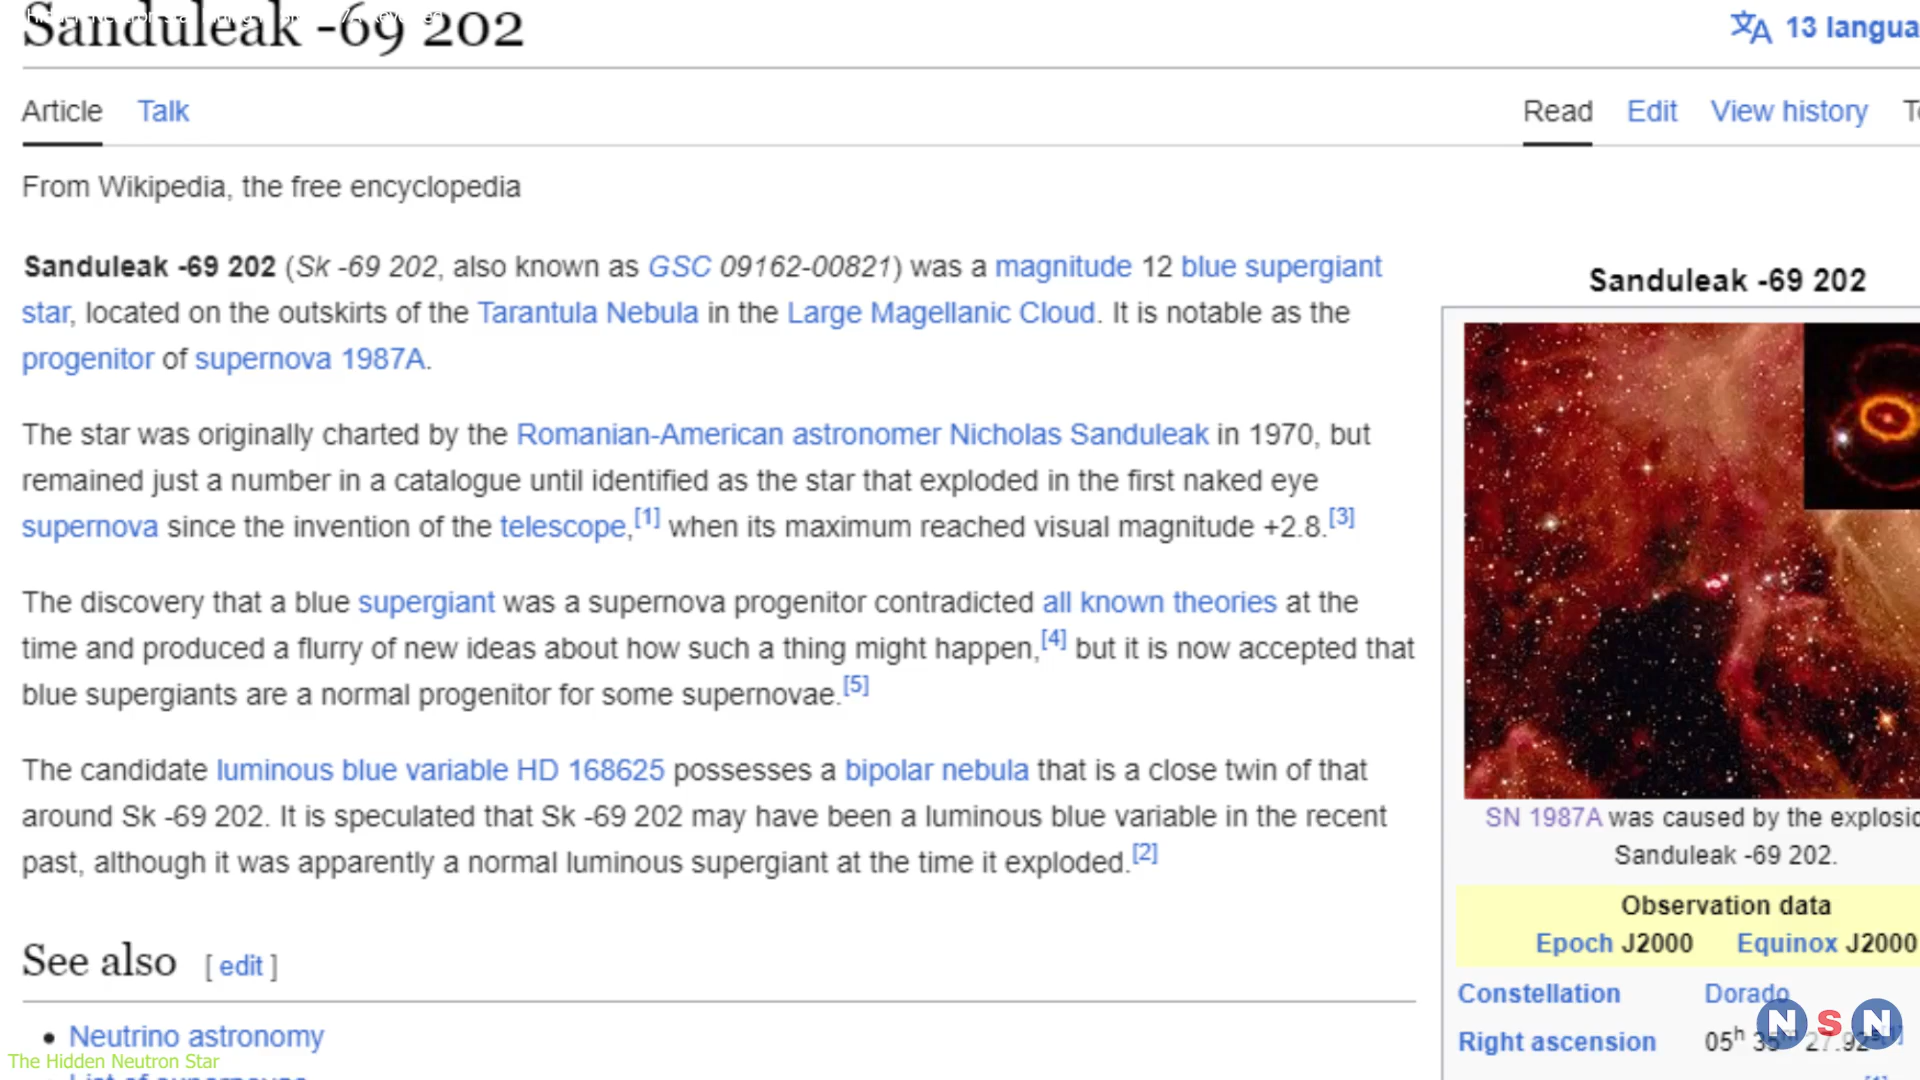 Sanduleak -69 202
13 langua
Article Talk
Read Edit View history
From Wikipedia, the free encyclopedia
Sanduleak -69 202 (Sk -69 202, also known as GSC 09162-00821) was a magnitude 12 blue supergiant
star, located on the outskirts of the Tarantula Nebula in the Large Magellanic Cloud. It is notable as the
progenitor of supernova 1987A.
The star was originally charted by the Romanian-American astronomer Nicholas Sanduleak in 1970, but
remained just a number in a catalogue until identified as the star that exploded in the first naked eye
supernova since the invention of the telescope,[1] when its maximum reached visual magnitude +2.8.[3]
The discovery that a blue supergiant was a supernova progenitor contradicted all known theories at the
time and produced a flurry of new ideas about how such a thing might happen,[4] but it is now accepted that
blue supergiants are a normal progenitor for some supernovae.[5]
The candidate luminous blue variable HD 168625 possesses a bipolar nebula that is a close twin of that
around Sk -69 202. It is speculated that Sk -69 202 may have been a luminous blue variable in the recent
past, although it was apparently a normal luminous supergiant at the time it exploded.[2]
See also [ edit ]
Neutrino astronomy
The Hidden Neutron Star
Sanduleak -69 202
SN 1987A was caused by the explosio
Sanduleak -69 202.
Observation data
Epoch J2000 Equinox J2000
Constellation Dorado
Right ascension 05h
NSN